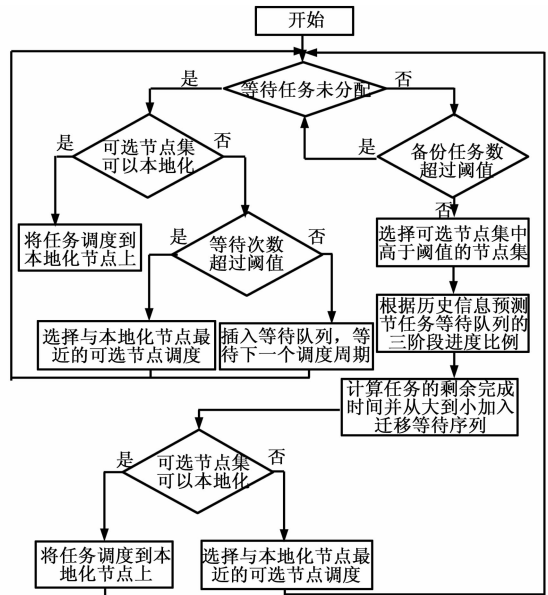 开始
等待任务未分配
是
否
可选节点集
可以本地化
是
否
备份任务数
超过阈值
是
否
将任务调度到
本地化节点上
等待次数
超过阈值
是
否
选择可选节点集中
高于阈值的节点集
选择与本地化节点最
近的可选节点调度
插入等待队列，等
待下一个调度周期
根据历史信息预测
节任务等待队列的
三阶段进度比例
计算任务的剩余完成
时间并从大到小加入
迁移等待序列
可选节点集
可以本地化
是
否
将任务调度到本
地化节点上
选择与本地化节点最
近的可选节点调度